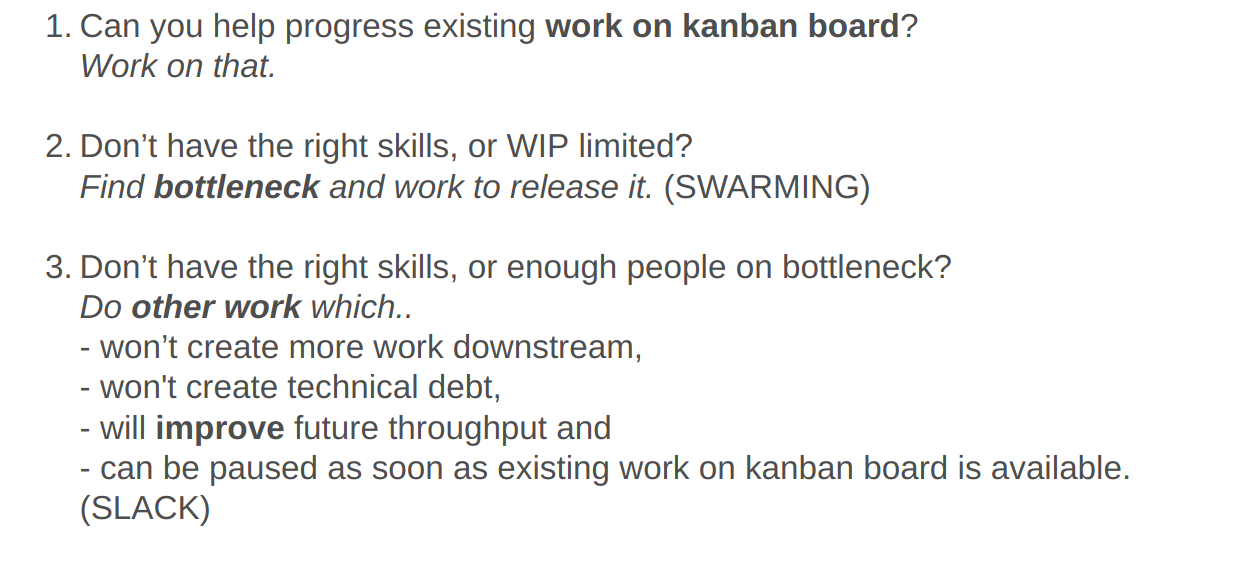 1. Can you help progress existing work on kanban board?
Work on that.
2. Don’t have the right skills, or WIP limited?
Find bottleneck and work to release it. (SWARMING)
3. Don’t have the right skills, or enough people on bottleneck?
Do other work which..
- won’t create more work downstream,
- won't create technical debt,
- will improve future throughput and
- can be paused as soon as existing work on kanban board is available.
(SLACK)